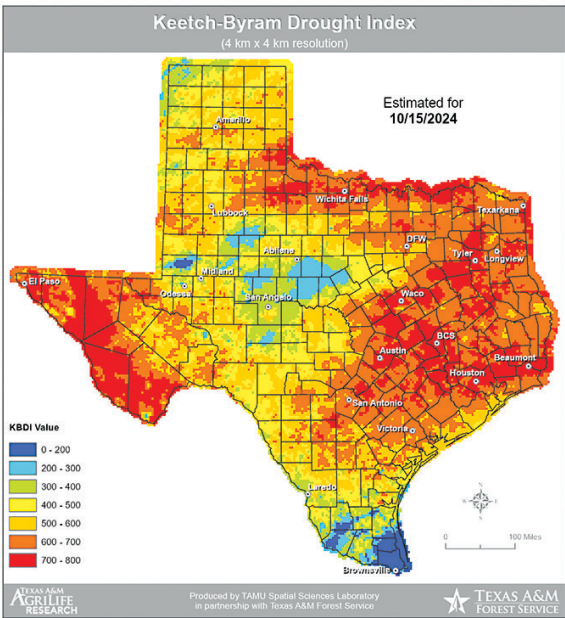 Keetch-Byram Drought Index
(4 km x 4 km resolution)
Estimated for
10/15/2024
Amarillo
Lubbock
Wichita Falls
Texarkana
DFW
Abilene
Tyler
Longview
Midland
Odessa
El Paso
San Angelo
Waco
BCS
Austin
Beaumont
Houston
San Antonio
Victoria
Laredo
Brownsville
KBDI Value
0 - 200
200 - 300
300 - 400
400 - 500
500 - 600
600 - 700
700 - 800
0 100 Miles
TEXAS A&M
AGRILIFE
RESEARCH
Produced by TAMU Spatial Sciences Laboratory
in partnership with Texas A&M Forest Service
TEXAS A&M
FOREST SERVICE